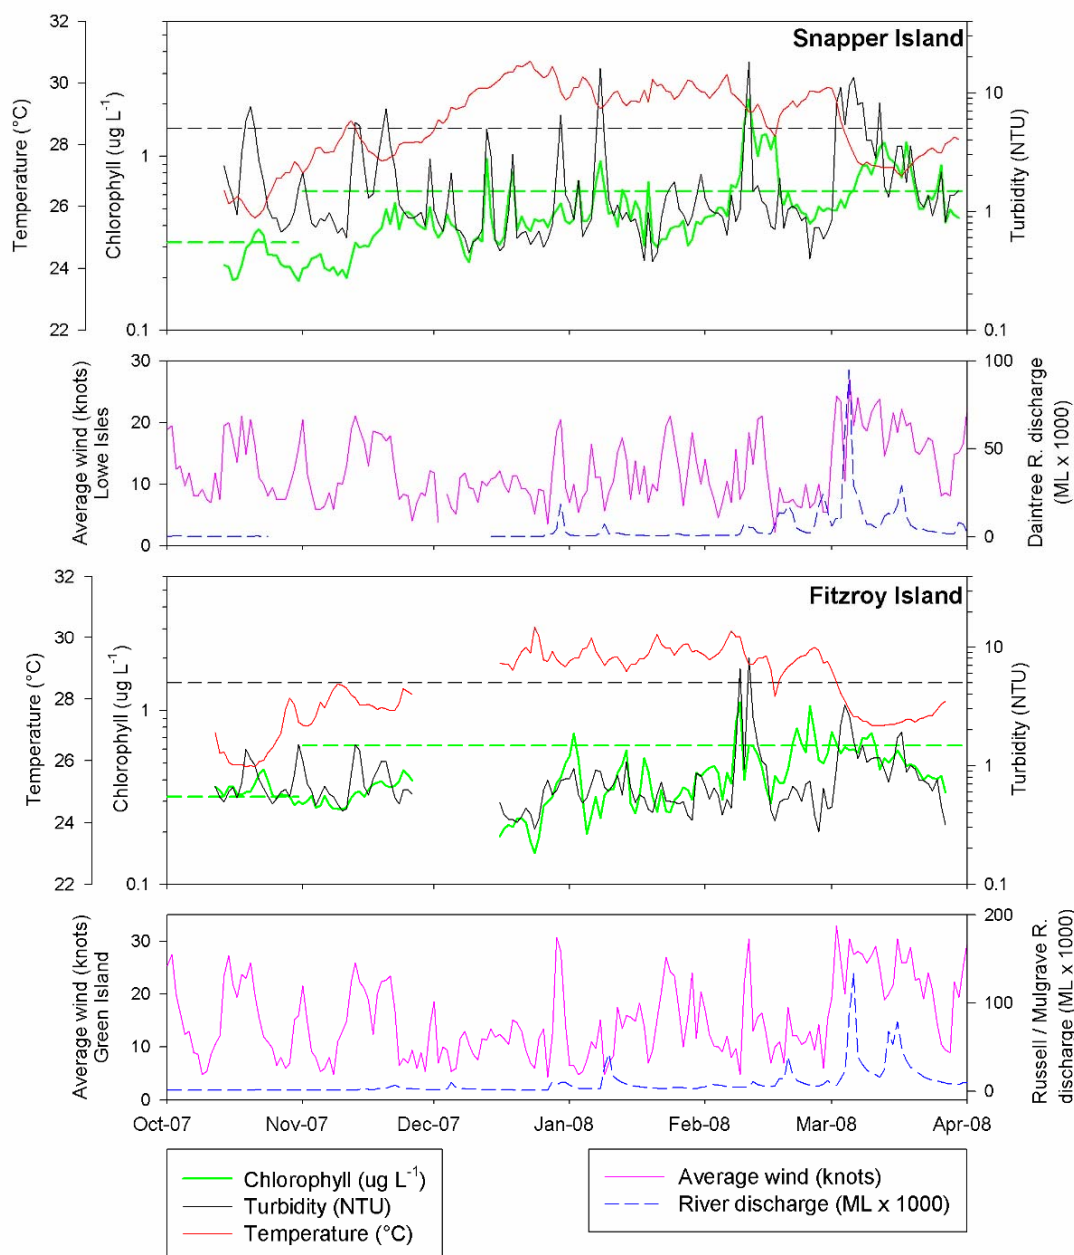 Snapper Island
32
30
28
26
24
22
Temperature (°C)
1
0.1
Chlorophyll (ug L⁻¹)
10
1
0.1
Turbidity (NTU)
30
20
10
0
Average wind (knots)
Lowe Isles
100
50
0
Daintree R. discharge
(ML x 1000)
Fitzroy Island
32
30
28
26
24
22
Temperature (°C)
1
0.1
Chlorophyll (ug L⁻¹)
10
1
0.1
Turbidity (NTU)
30
20
10
0
Average wind (knots)
Green Island
200
100
0
Russell / Mulgrave R.
discharge (ML x 1000)
Oct-07 Nov-07 Dec-07 Jan-08 Feb-08 Mar-08 Apr-08
Chlorophyll (ug L⁻¹)
Turbidity (NTU)
Temperature (°C)
Average wind (knots)
River discharge (ML x 1000)